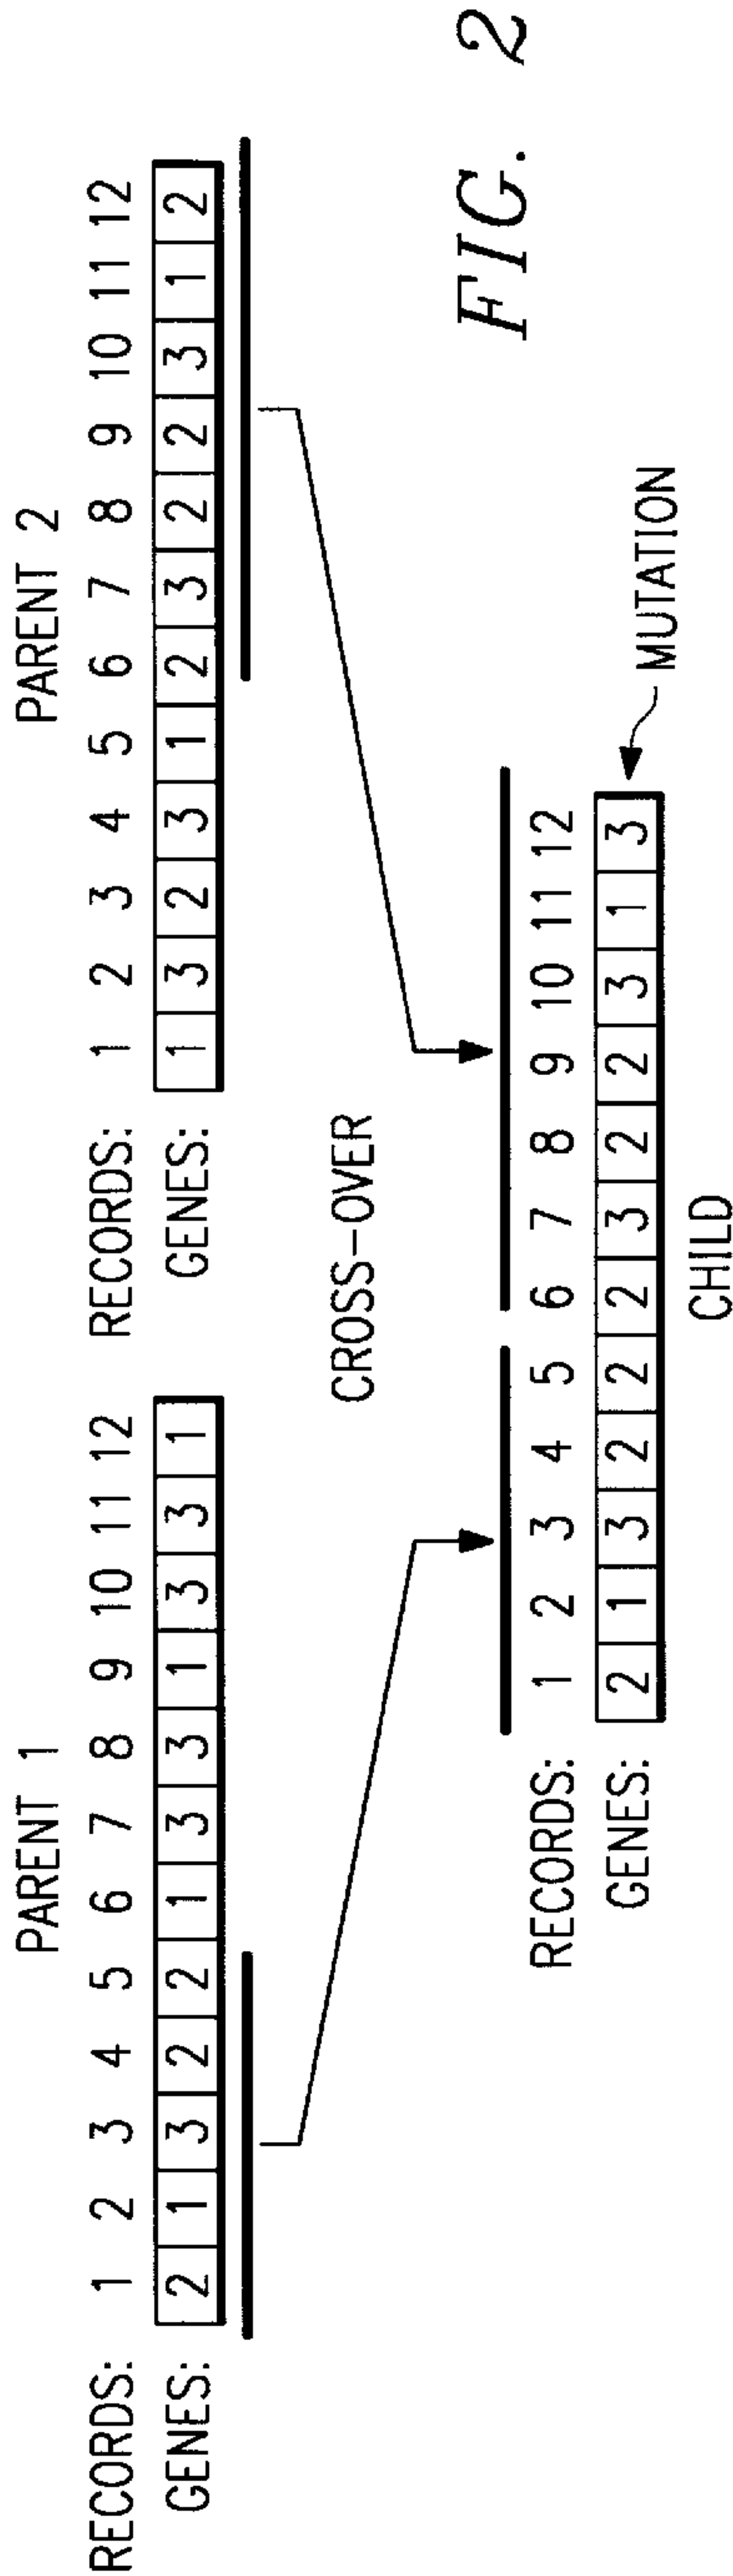 PARENT 1
RECORDS: 1 2 3 4 5 6 7 8 9 10 11 12
GENES: 2 1 3 2 2 1 3 3 1 3 3 1
PARENT 2
RECORDS: 1 2 3 4 5 6 7 8 9 10 11 12
GENES: 1 3 2 3 1 2 3 2 2 3 1 2
CROSS-OVER
RECORDS: 1 2 3 4 5 6 7 8 9 10 11 12
GENES: 2 1 3 2 2 2 3 2 2 3 1 3
MUTATION
CHILD
FIG. 2